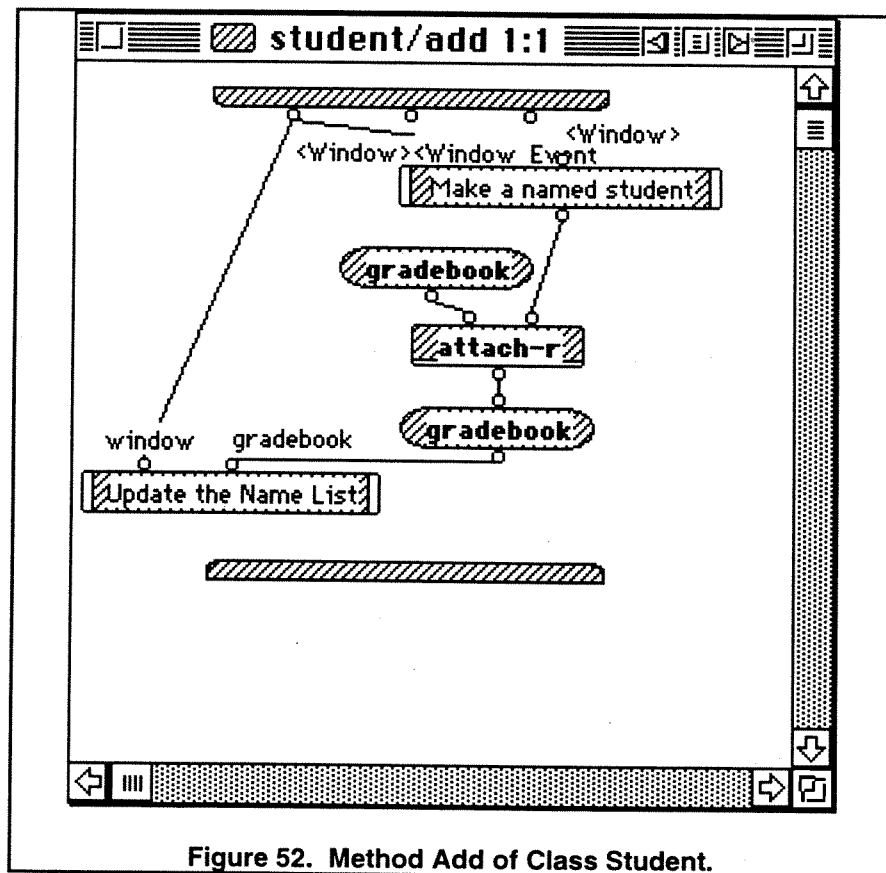 student/add 1:1
<Window>
<Window><Window Event
Make a named student
gradebook
attach-r
gradebook
window gradebook
Update the Name List
Figure 52. Method Add of Class Student.